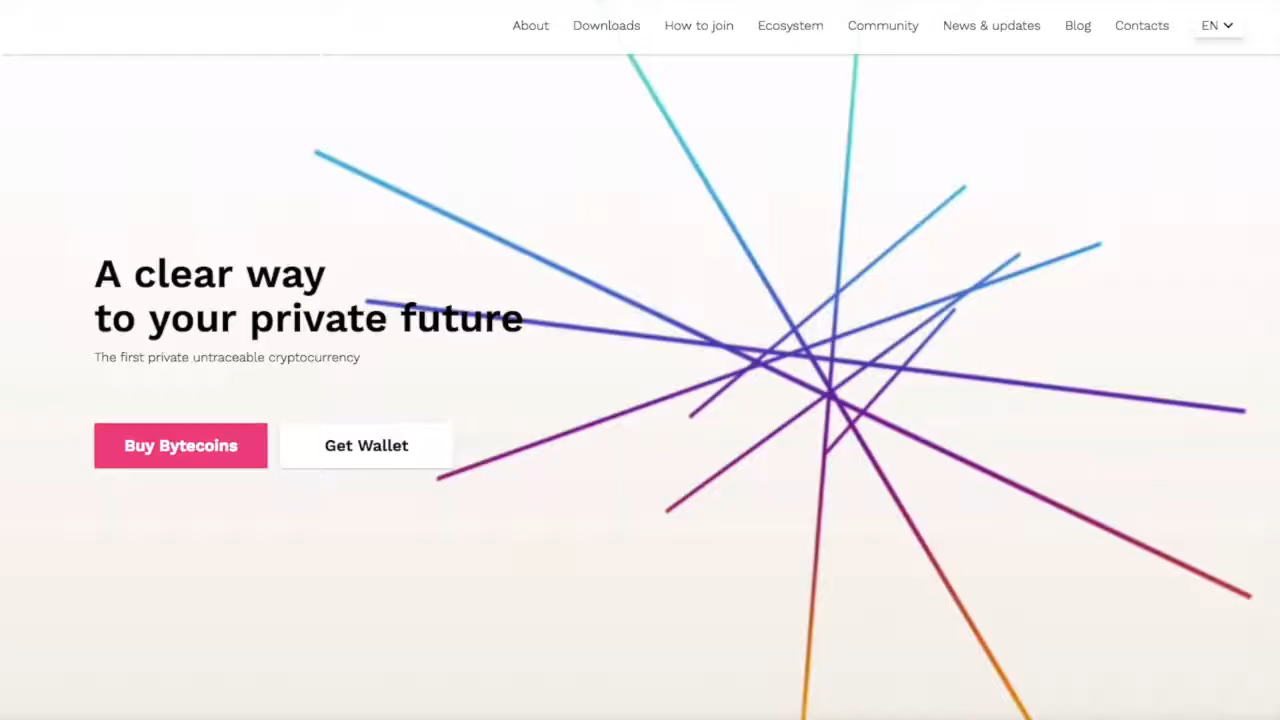 About Downloads How to join Ecosystem Community News & updates Blog Contacts EN
A clear way
to your private future
The first private untraceable cryptocurrency
Buy Bytecoins Get Wallet